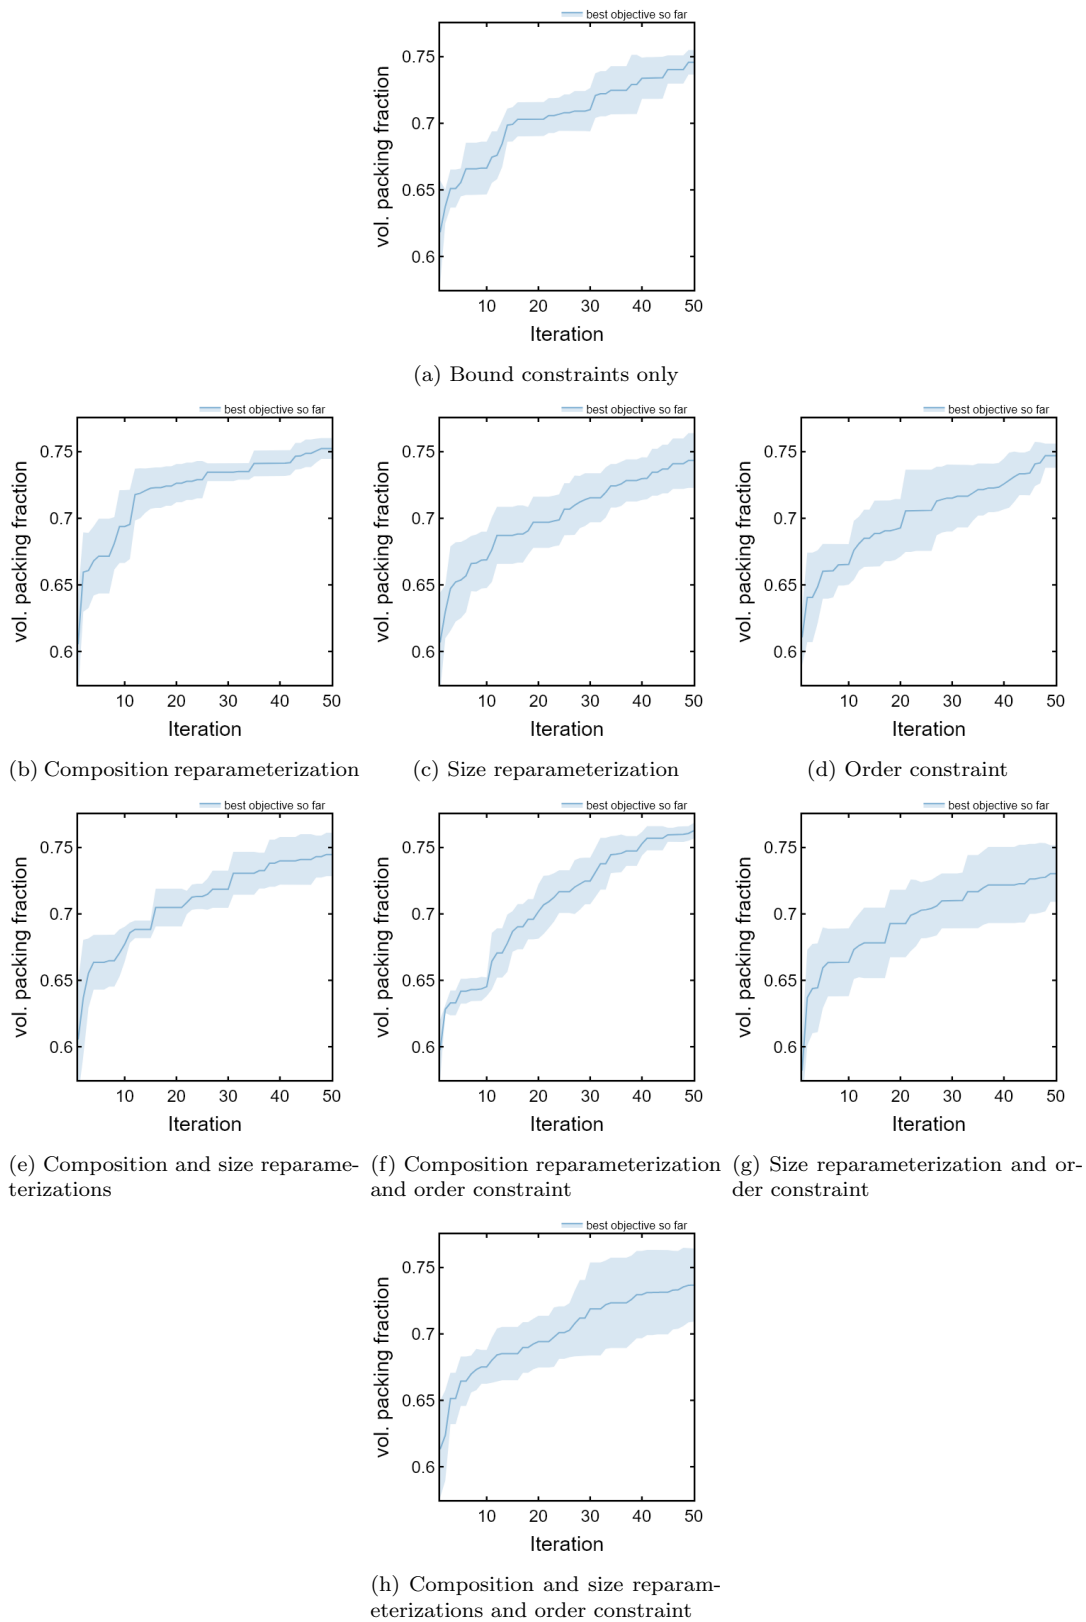 best objective so far
vol. packing fraction
0.75
0.7
0.65
0.6
10 20 30 40 50
Iteration
(a) Bound constraints only
best objective so far
vol. packing fraction
0.75
0.7
0.65
0.6
10 20 30 40 50
Iteration
(b) Composition reparameterization
best objective so far
vol. packing fraction
0.75
0.7
0.65
0.6
10 20 30 40 50
Iteration
(c) Size reparameterization
best objective so far
vol. packing fraction
0.75
0.7
0.65
0.6
10 20 30 40 50
Iteration
(d) Order constraint
best objective so far
vol. packing fraction
0.75
0.7
0.65
0.6
10 20 30 40 50
Iteration
(e) Composition and size reparame-
terizations
best objective so far
vol. packing fraction
0.75
0.7
0.65
0.6
10 20 30 40 50
Iteration
(f) Composition reparameterization
and order constraint
best objective so far
vol. packing fraction
0.75
0.7
0.65
0.6
10 20 30 40 50
Iteration
(g) Size reparameterization and or-
der constraint
best objective so far
vol. packing fraction
0.75
0.7
0.65
0.6
10 20 30 40 50
Iteration
(h) Composition and size reparam-
eterizations and order constraint